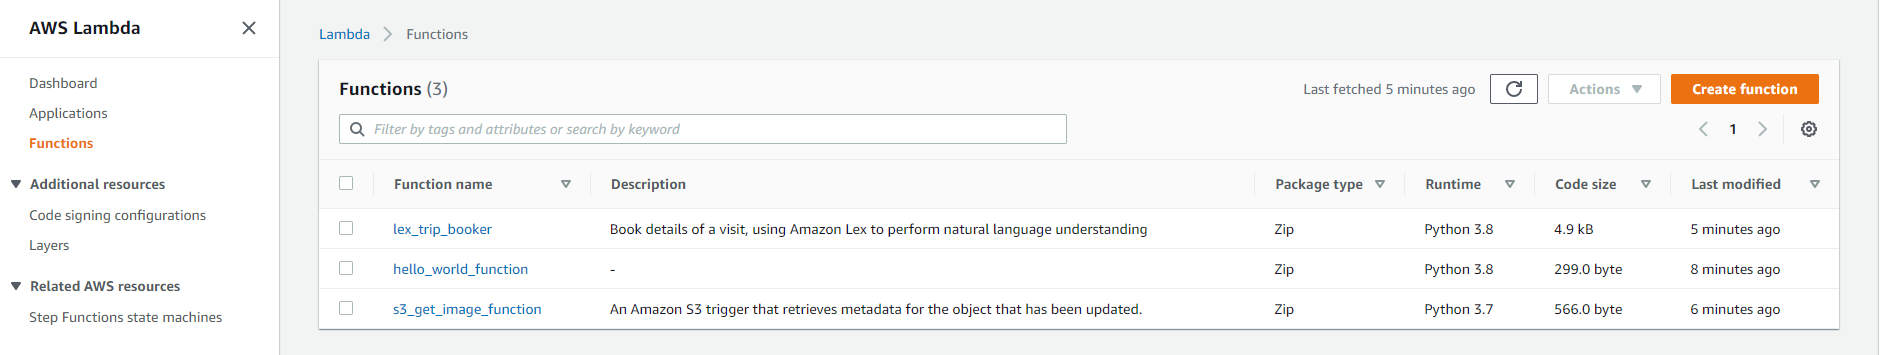 AWS Lambda
Dashboard
Applications
Functions
Additional resources
Code signing configurations
Layers
Related AWS resources
Step Functions state machines
Lambda Functions
Functions (3)
Last fetched 5 minutes ago Actions Create function
Filter by tags and attributes or search by keyword
1
Function name Description Package type Runtime Code size Last modified
lex_trip_booker Book details of a visit, using Amazon Lex to perform natural language understanding Zip Python 3.8 4.9 kB 5 minutes ago
hello_world_function - Zip Python 3.8 299.0 byte 8 minutes ago
s3_get_image_function An Amazon S3 trigger that retrieves metadata for the object that has been updated. Zip Python 3.7 566.0 byte 6 minutes ago